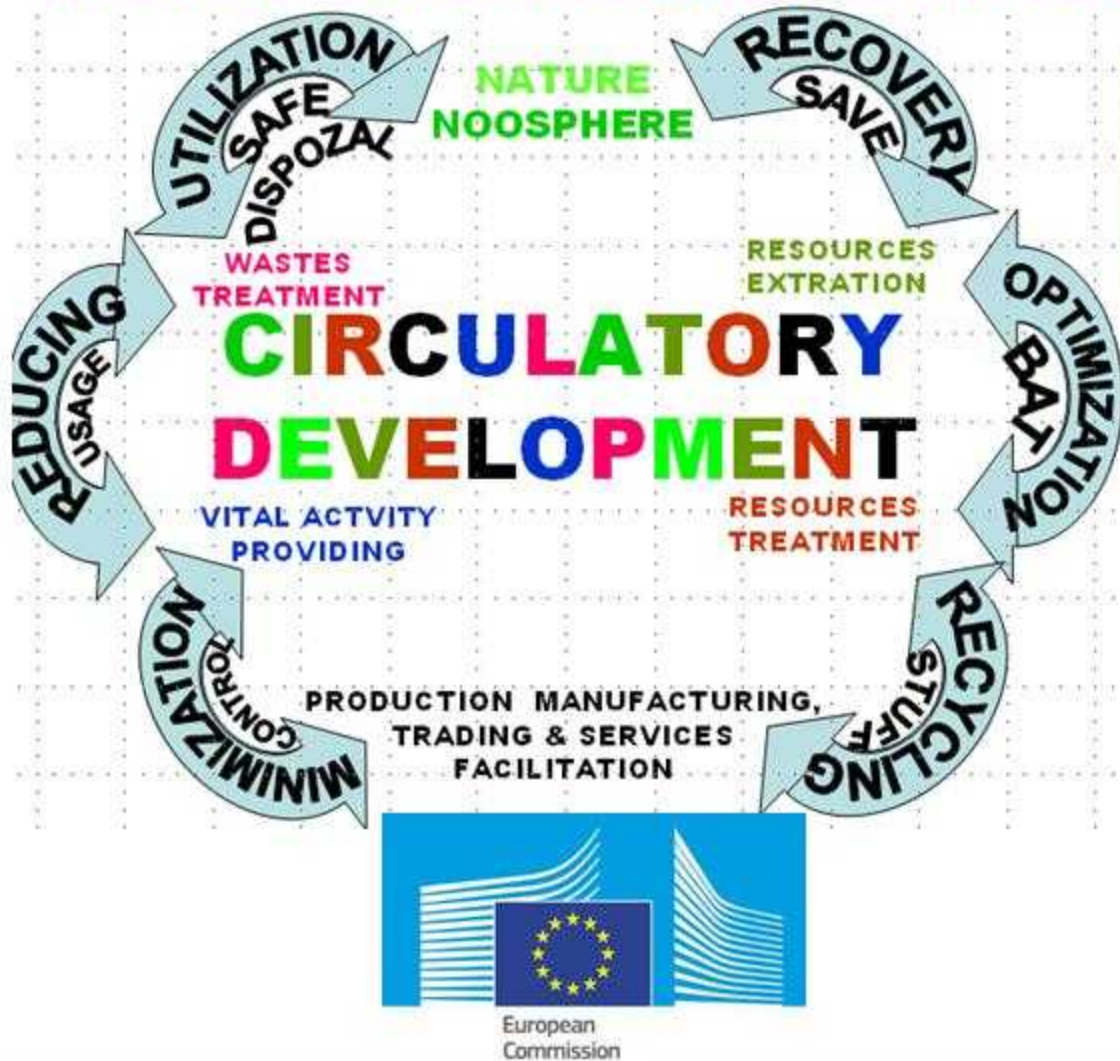 UTILIZATION
SAFE
DISPOZAL
NATURE
NOOSPHERE
RECOVERY
SAVE
WASTES
TREATMENT
RESOURCES
EXTRATION
REDUCING
USAGE
CIRCULATORY
DEVELOPMENT
OPTIMIZATION
BAT
VITAL ACTVITY
PROVIDING
RESOURCES
TREATMENT
MINIMIZATION
CONTROL
PRODUCTION MANUFACTURING,
TRADING & SERVICES
FACILITATION
RECYCLING
STUFF
European
Commission